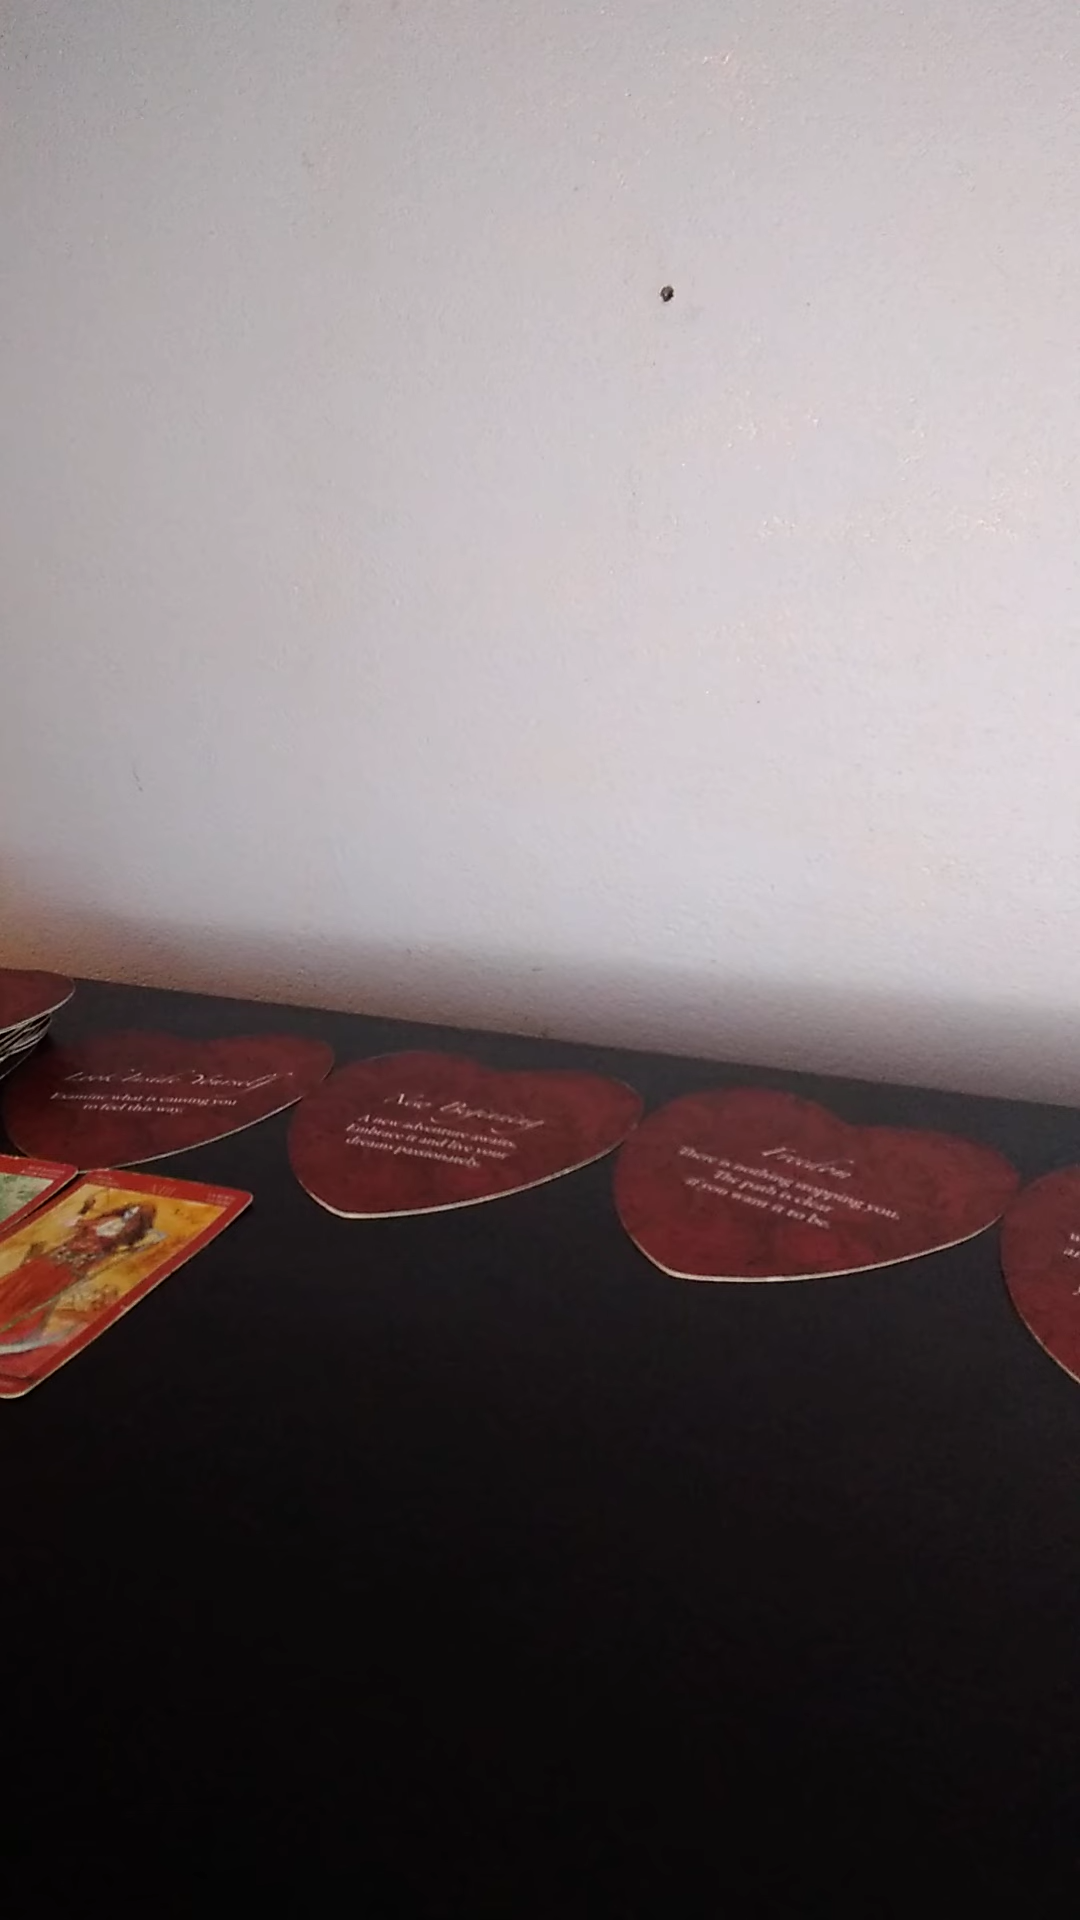 Look Inside Yourself
Examine what is causing you
to feel this way.
New Beginning
A new adventure awaits.
Embrace it and live your
dreams passionately.
Freedom
There is nothing stopping you.
The path is clear
if you want it to be.
VIII